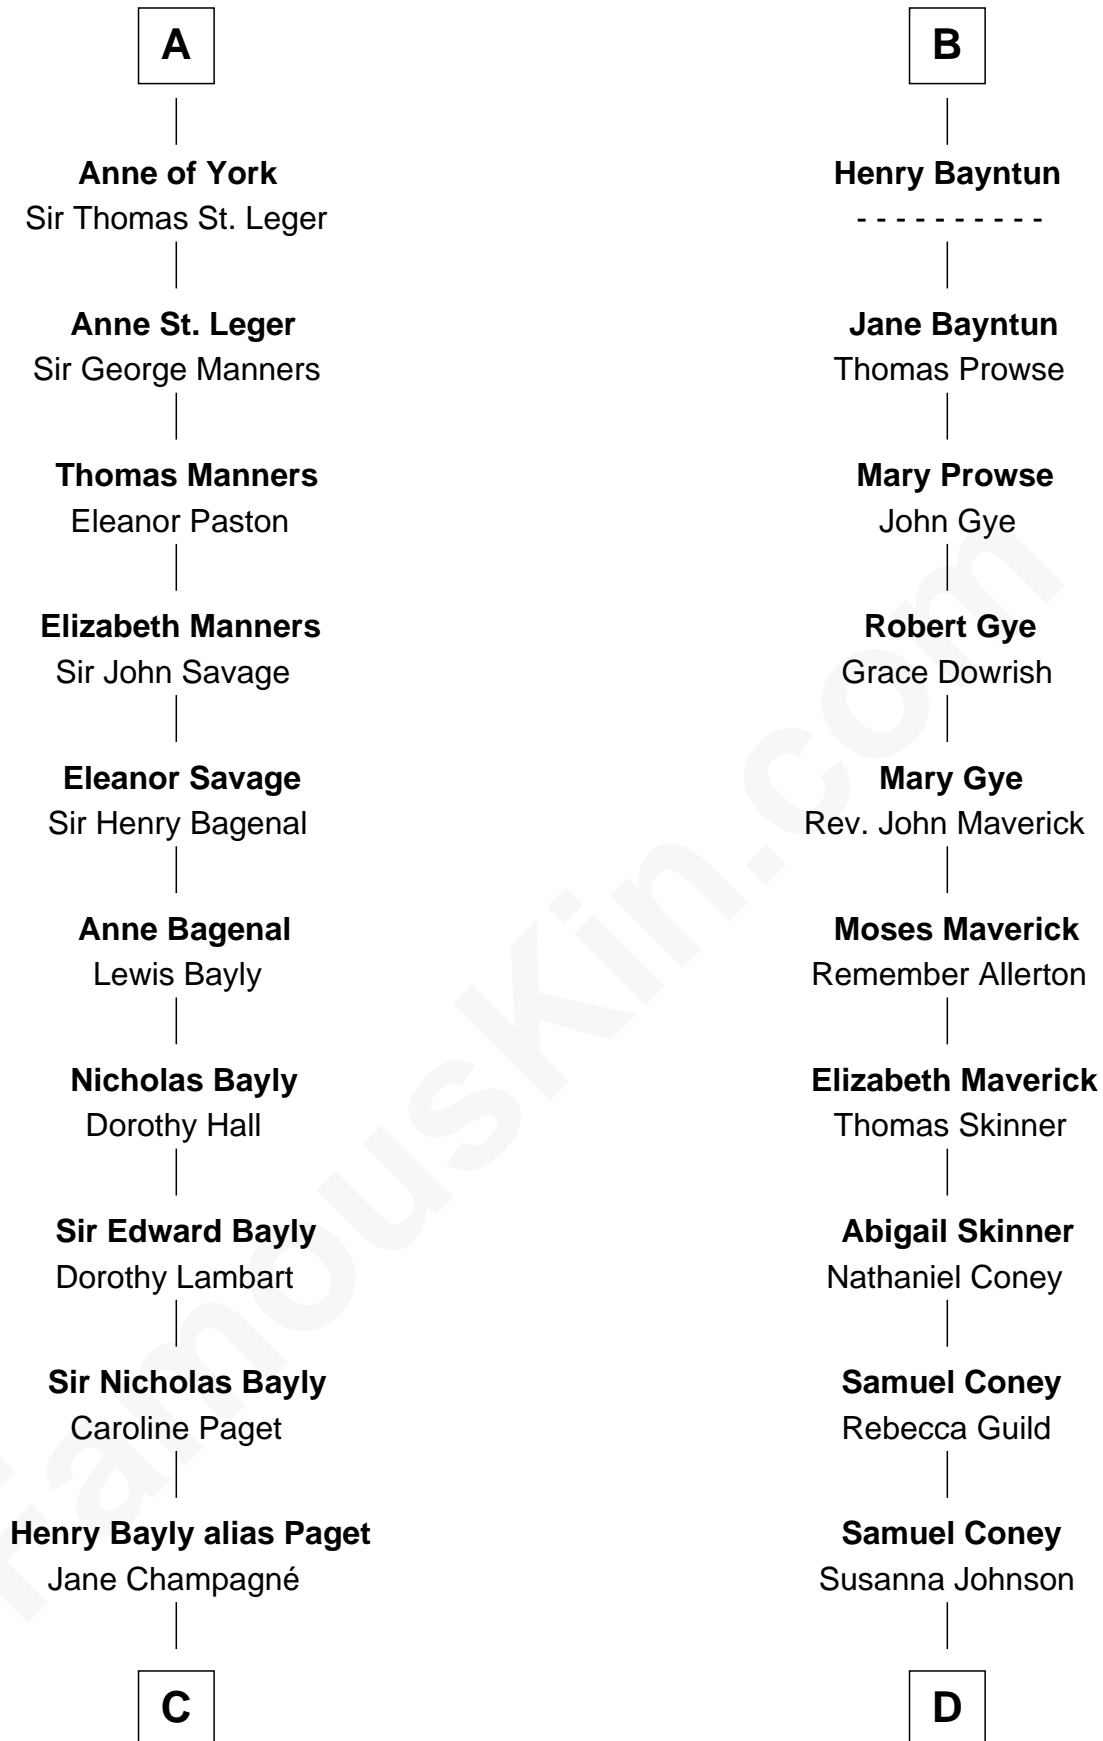 A
Anne of York
Sir Thomas St. Leger
Anne St. Leger
Sir George Manners
Thomas Manners
Eleanor Paston
Elizabeth Manners
Sir John Savage
Eleanor Savage
Sir Henry Bagenal
Anne Bagenal
Lewis Bayly
Nicholas Bayly
Dorothy Hall
Sir Edward Bayly
Dorothy Lambart
Sir Nicholas Bayly
Caroline Paget
Henry Bayly alias Paget
Jane Champagné
C
B
Henry Bayntun
- - - - - - - - - -
Jane Bayntun
Thomas Prowse
Mary Prowse
John Gye
Robert Gye
Grace Dowrish
Mary Gye
Rev. John Maverick
Moses Maverick
Remember Allerton
Elizabeth Maverick
Thomas Skinner
Abigail Skinner
Nathaniel Coney
Samuel Coney
Rebecca Guild
Samuel Coney
Susanna Johnson
D
FamousKin.com